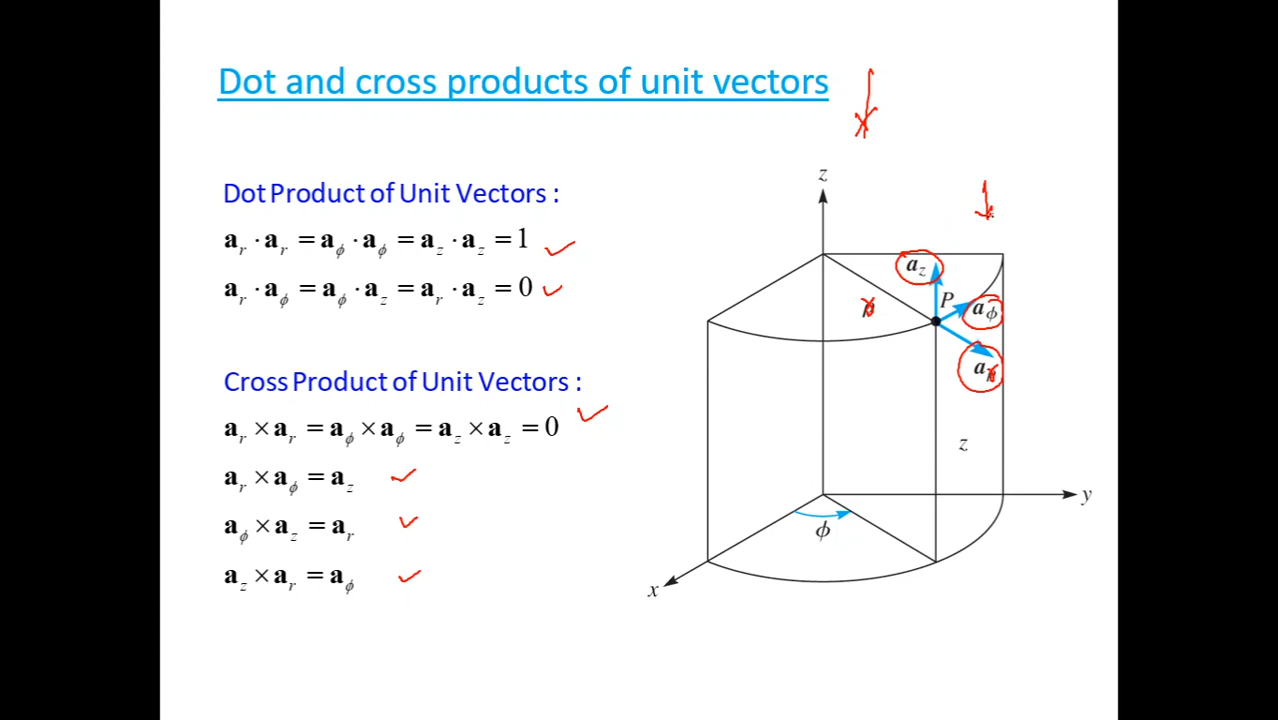 Dot and cross products of unit vectors
Dot Product of Unit Vectors :
a_r · a_r = a_ϕ · a_ϕ = a_z · a_z = 1
a_r · a_ϕ = a_ϕ · a_z = a_r · a_z = 0
Cross Product of Unit Vectors :
a_r × a_r = a_ϕ × a_ϕ = a_z × a_z = 0
a_r × a_ϕ = a_z
a_ϕ × a_z = a_r
a_z × a_r = a_ϕ
z
a_z
P
a_ϕ
a
z
y
ϕ
x